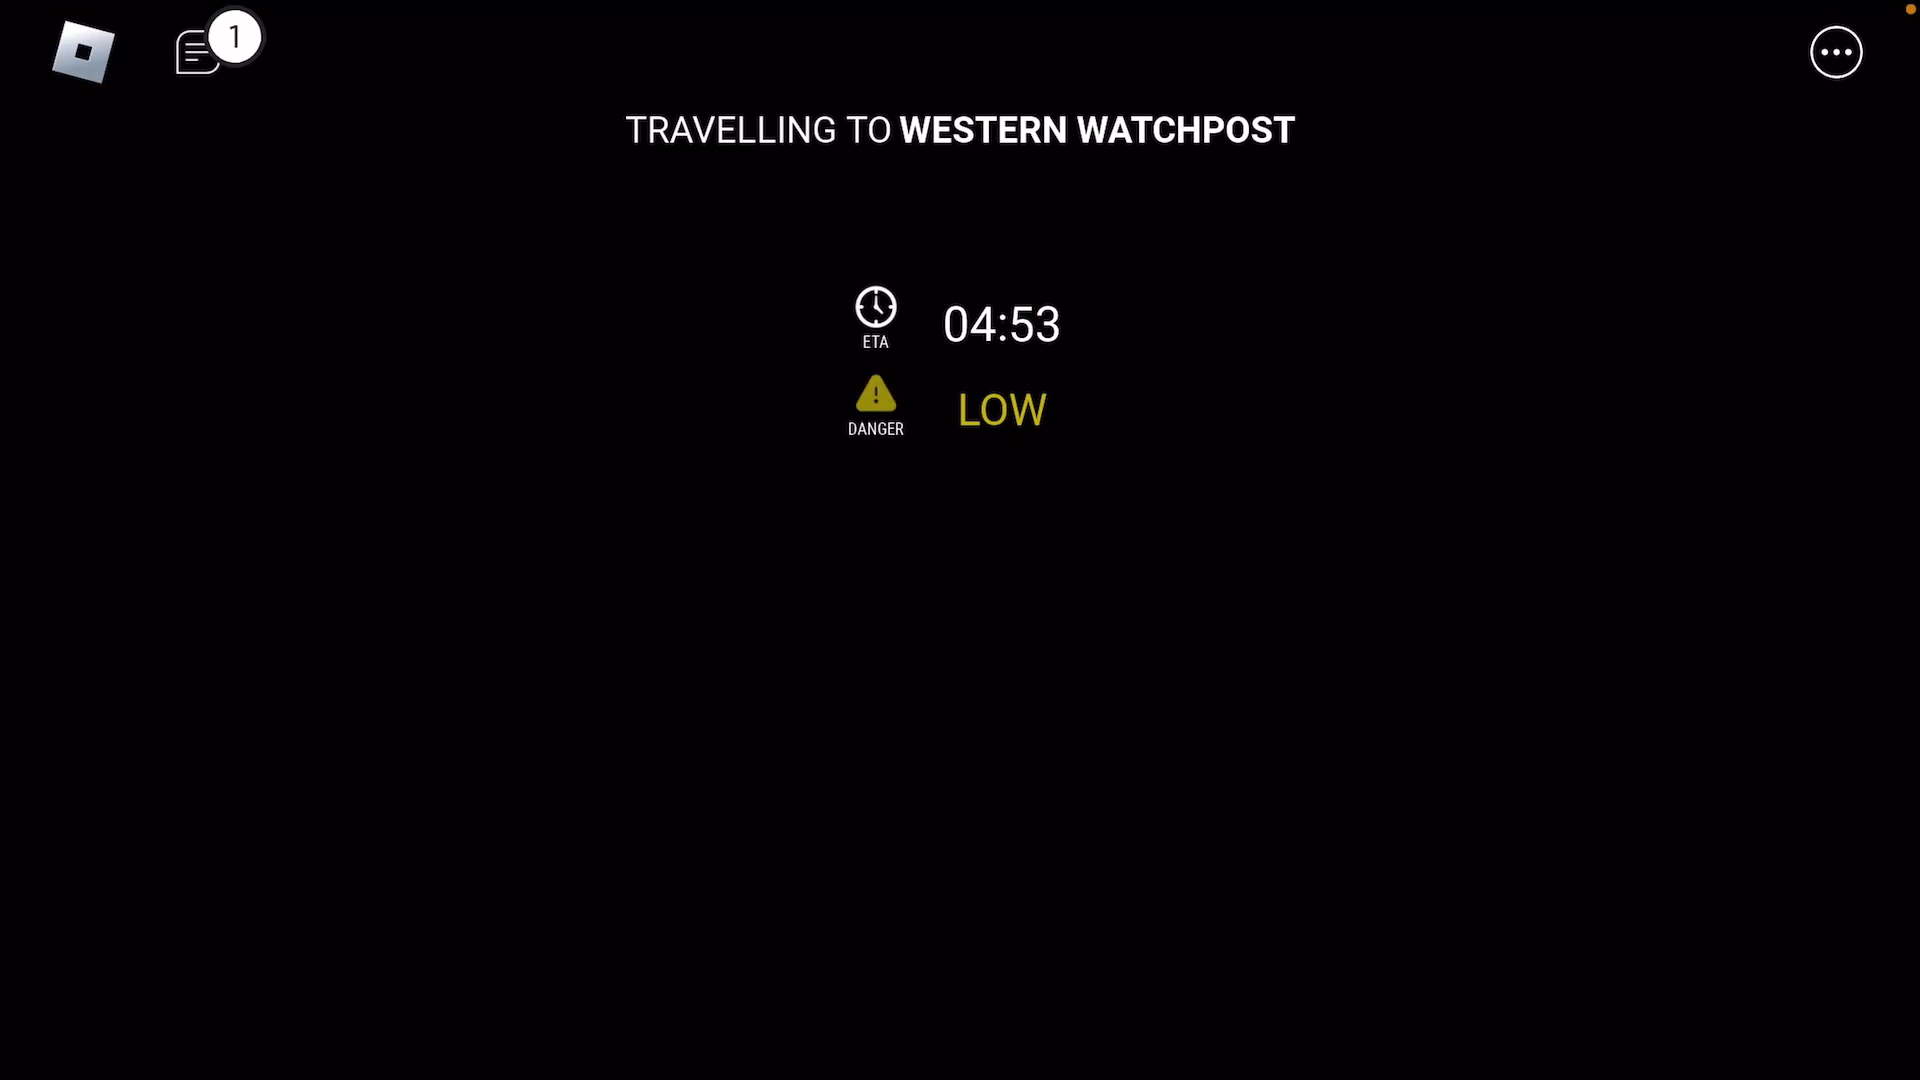 1
TRAVELLING TO WESTERN WATCHPOST
04:53
ETA
LOW
DANGER